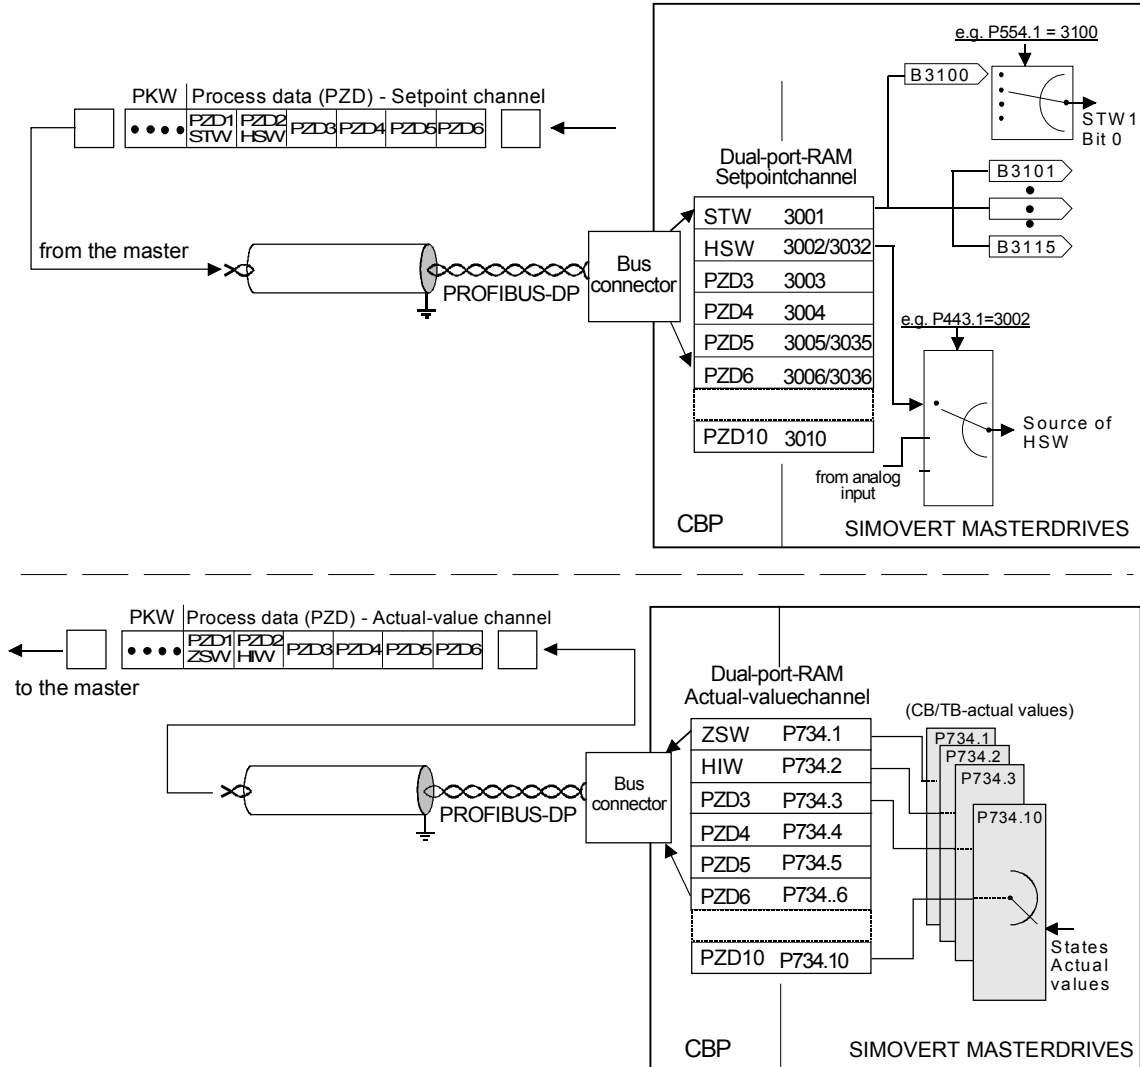 e.g. P554.1 = 3100
B3100
STW1
Bit 0
PKW Process data (PZD) - Setpoint channel
PZD1 PZD2 PZD3 PZD4 PZD5 PZD6
STW HSW
Dual-port-RAM
Setpointchannel
B3101
B3115
STW 3001
HSW 3002/3032
PZD3 3003
PZD4 3004
PZD5 3005/3035
PZD6 3006/3036
PZD10 3010
from the master
PROFIBUS-DP
Bus
connector
e.g. P443.1=3002
Source of
HSW
from analog
input
CBP
SIMOVERT MASTERDRIVES
PKW Process data (PZD) - Actual-value channel
PZD1 PZD2 PZD3 PZD4 PZD5 PZD6
ZSW HIW
to the master
Dual-port-RAM
Actual-valuechannel
(CB/TB-actual values)
ZSW P734.1
HIW P734.2
PZD3 P734.3
PZD4 P734.4
PZD5 P734.5
PZD6 P734..6
PZD10 P734.10
P734.1
P734.2
P734.3
P734.10
PROFIBUS-DP
Bus
connector
States
Actual
values
CBP
SIMOVERT MASTERDRIVES